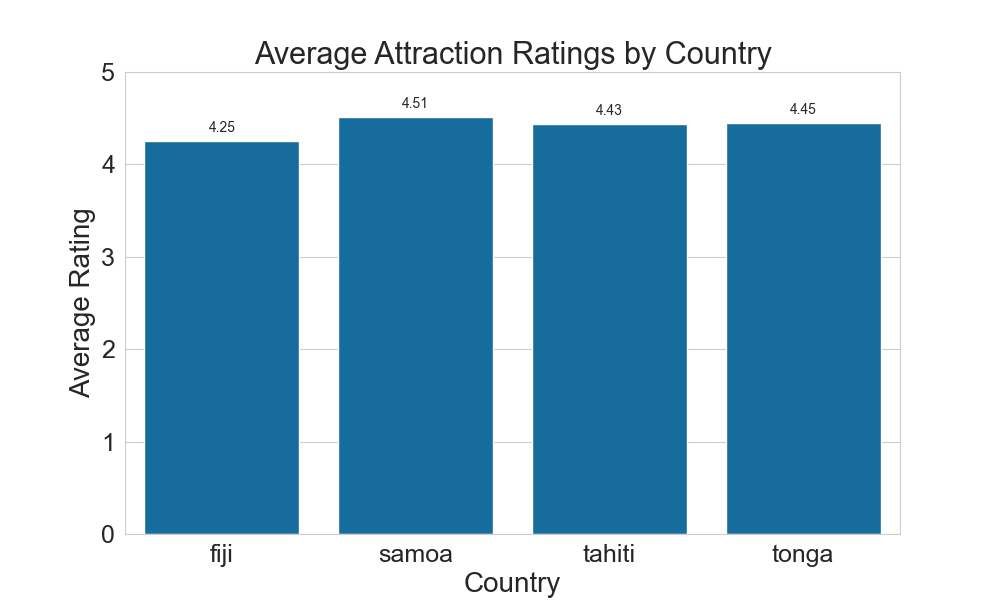 Average Attraction Ratings by Country
5
4
3
2
1
0
Average Rating
4.25
4.51
4.43
4.45
fiji
samoa
tahiti
tonga
Country